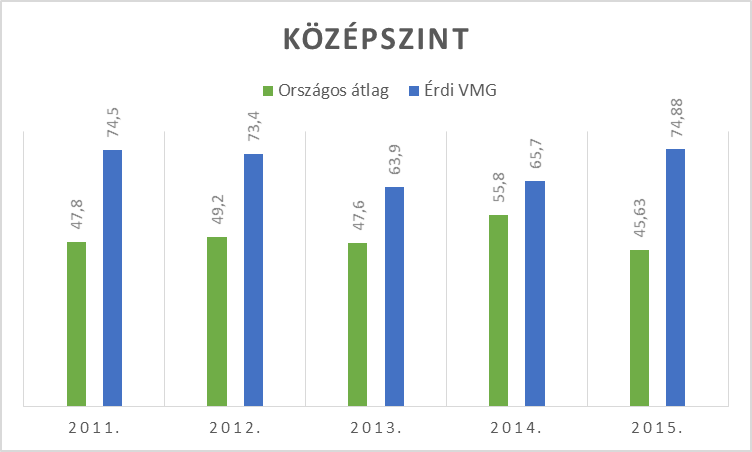 KÖZÉPSZINT
Országos átlag Érdi VMG
47,8 74,5 49,2 73,4 47,6 63,9 55,8 65,7 45,63 74,88
2011. 2012. 2013. 2014. 2015.